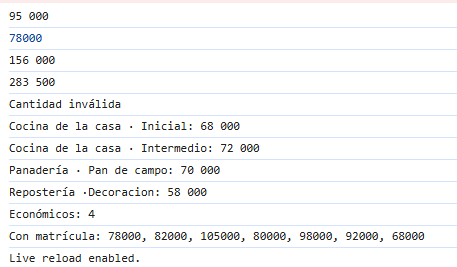 95 000
78000
156 000
283 500
Cantidad inválida
Cocina de la casa · Inicial: 68 000
Cocina de la casa · Intermedio: 72 000
Panadería · Pan de campo: 70 000
Repostería ·Decoracion: 58 000
Económicos: 4
Con matrícula: 78000, 82000, 105000, 80000, 98000, 92000, 68000
Live reload enabled.